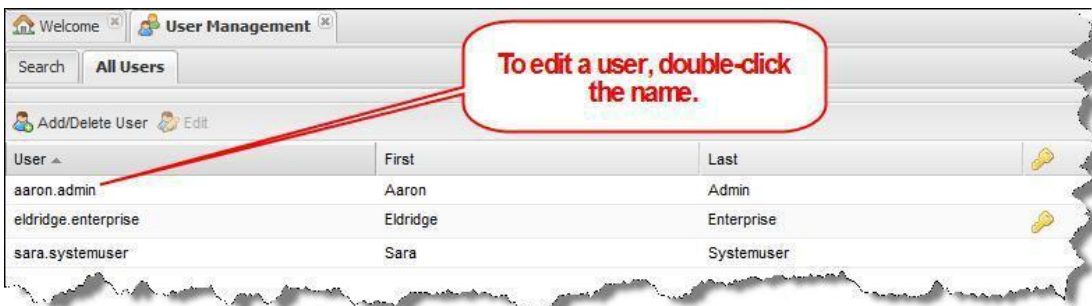 Welcome
User Management
Search
All Users
To edit a user, double-click
the name.
Add/Delete User
Edit
User
First
Last
aaron.admin
Aaron
Admin
eldridge.enterprise
Eldridge
Enterprise
sara.systemuser
Sara
Systemuser